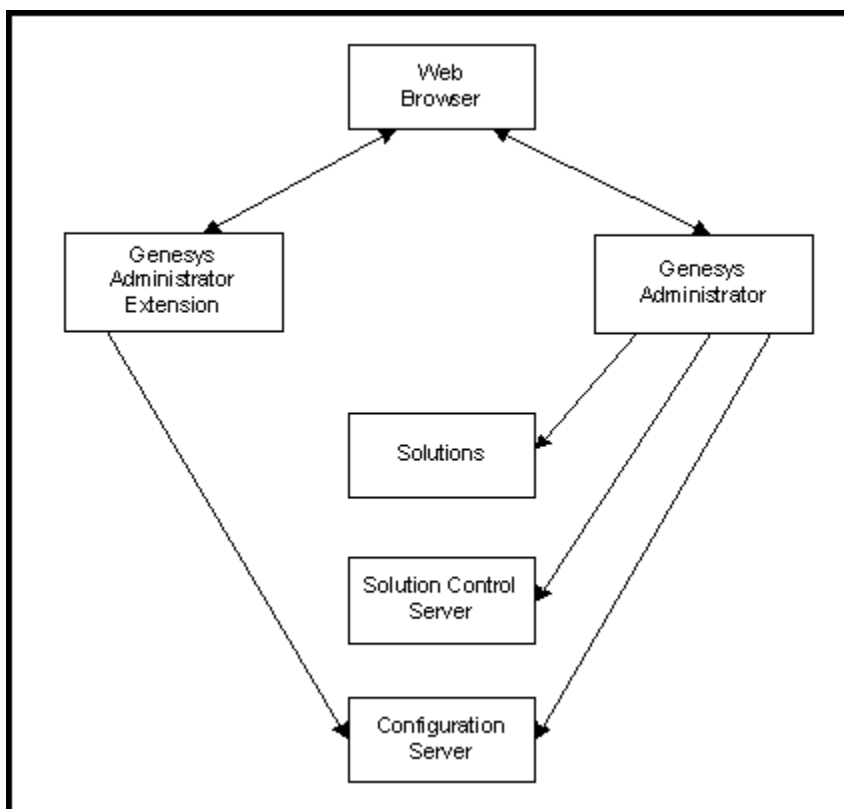 Web
Browser
Genesys
Administrator
Extension
Genesys
Administrator
Solutions
Solution Control
Server
Configuration
Server